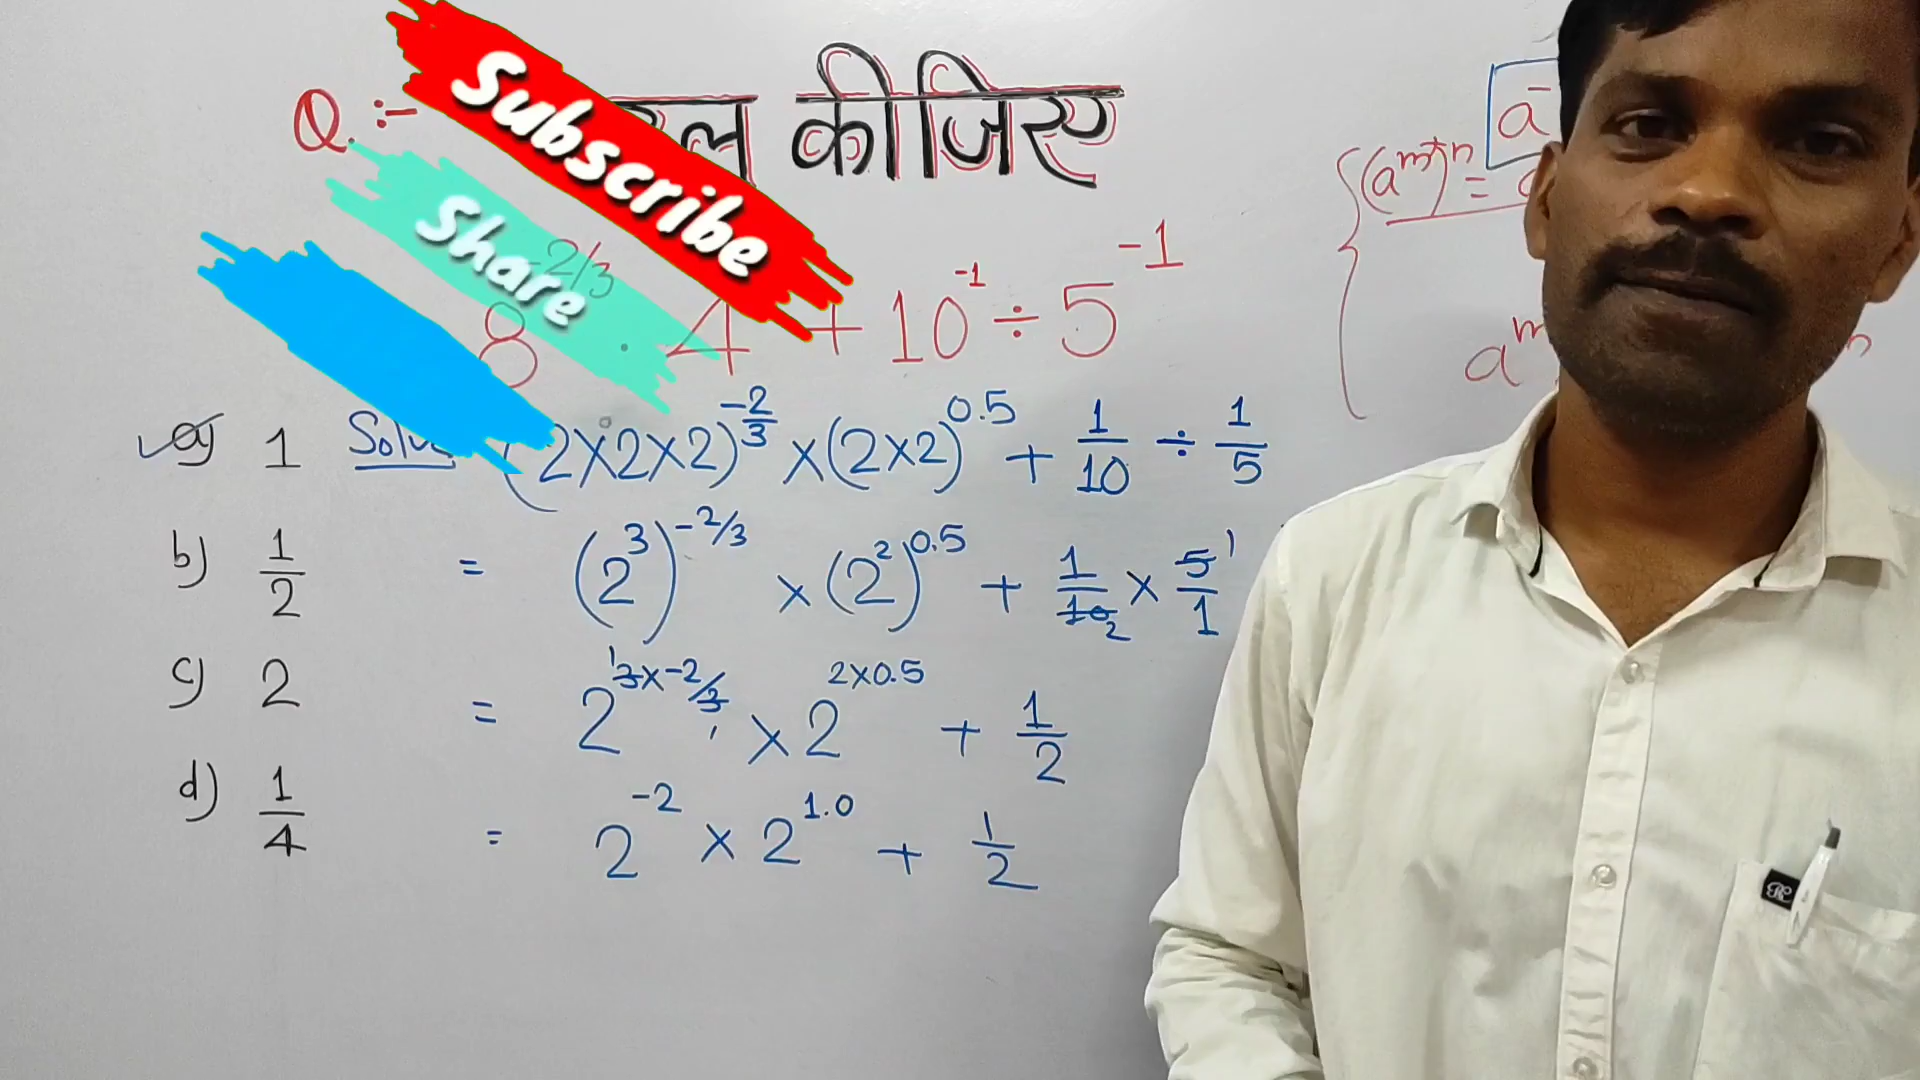 Q. :- कीजिए
Subscribe
Share
8^-2/3 . 4 + 10^-1 ÷ 5^-1
(a^m)^n =
a) 1
(2×2×2)^-2/3 × (2×2)^0.5 + 1/10 ÷ 1/5
b) 1/2
= (2^3)^-2/3 × (2^2)^0.5 + 1/10 2 × 5/1 1
c) 2
= 2^3×-2/3 × 2^2×0.5 + 1/2
d) 1/4
= 2^-2 × 2^1.0 + 1/2